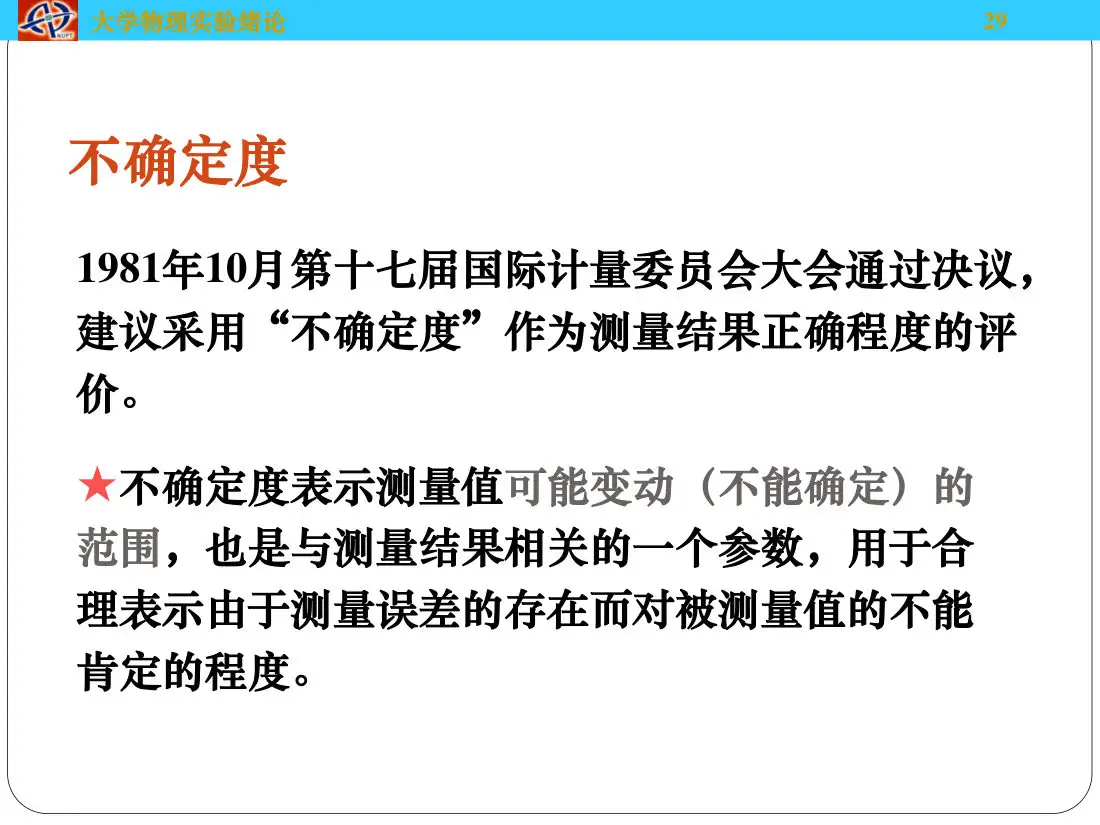 大学物理实验绪论
29
不确定度
1981年10月第十七届国际计量委员会大会通过决议，
建议采用“不确定度”作为测量结果正确程度的评
价。
★不确定度表示测量值可能变动（不能确定）的
范围，也是与测量结果相关的一个参数，用于合
理表示由于测量误差的存在而对被测量值的不能
肯定的程度。